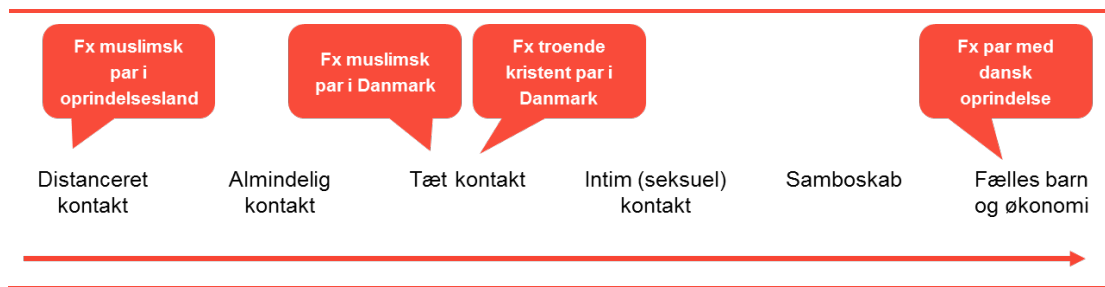 Fx muslimsk
par i
oprindelsesland
Fx muslimsk
par i Danmark
Fx troende
kristent par i
Danmark
Fx par med
dansk
oprindelse
Distanceret
kontakt
Almindelig
kontakt
Tæt kontakt
Intim (seksuel)
kontakt
Samboskab
Fælles barn
og økonomi